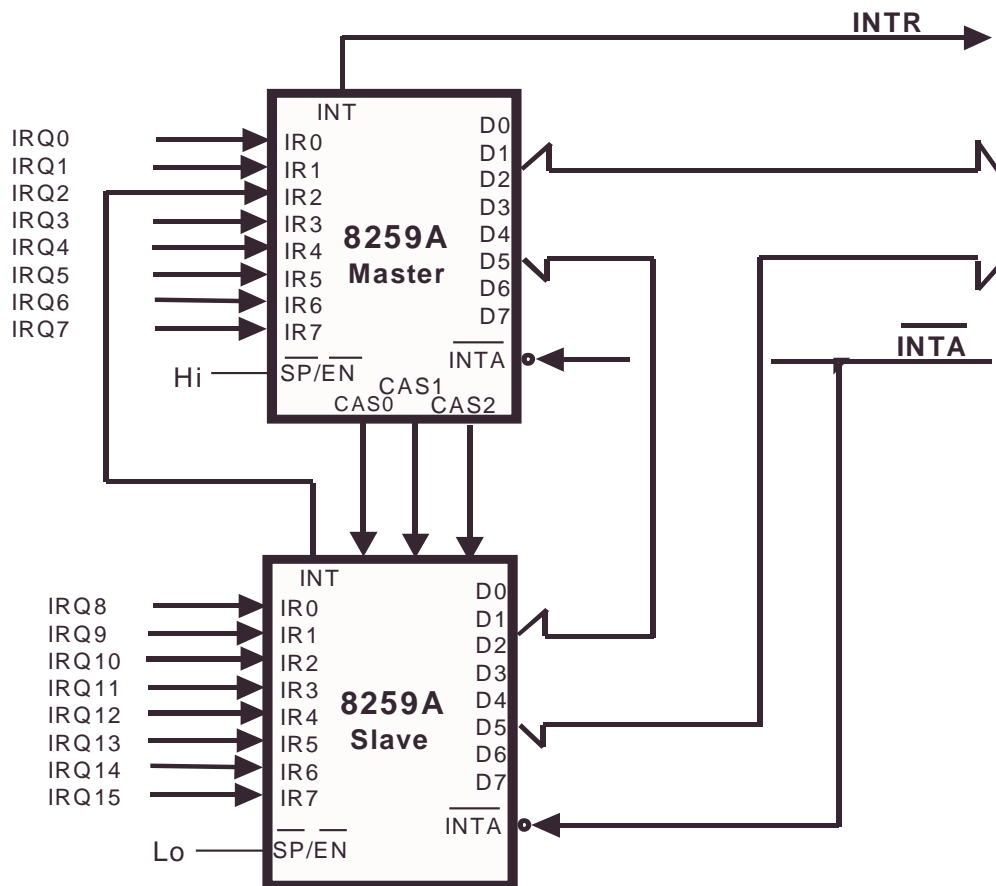 INTR
INT
IRQ0
IRQ1
IRQ2
IRQ3
IRQ4
IRQ5
IRQ6
IRQ7
IR0
IR1
IR2
IR3
IR4
IR5
IR6
IR7
8259A
Master
D0
D1
D2
D3
D4
D5
D6
D7
INTA
INTA
Hi
SP/EN
CAS0
CAS1
CAS2
INT
IRQ8
IRQ9
IRQ10
IRQ11
IRQ12
IRQ13
IRQ14
IRQ15
IR0
IR1
IR2
IR3
IR4
IR5
IR6
IR7
8259A
Slave
D0
D1
D2
D3
D4
D5
D6
D7
INTA
Lo
SP/EN